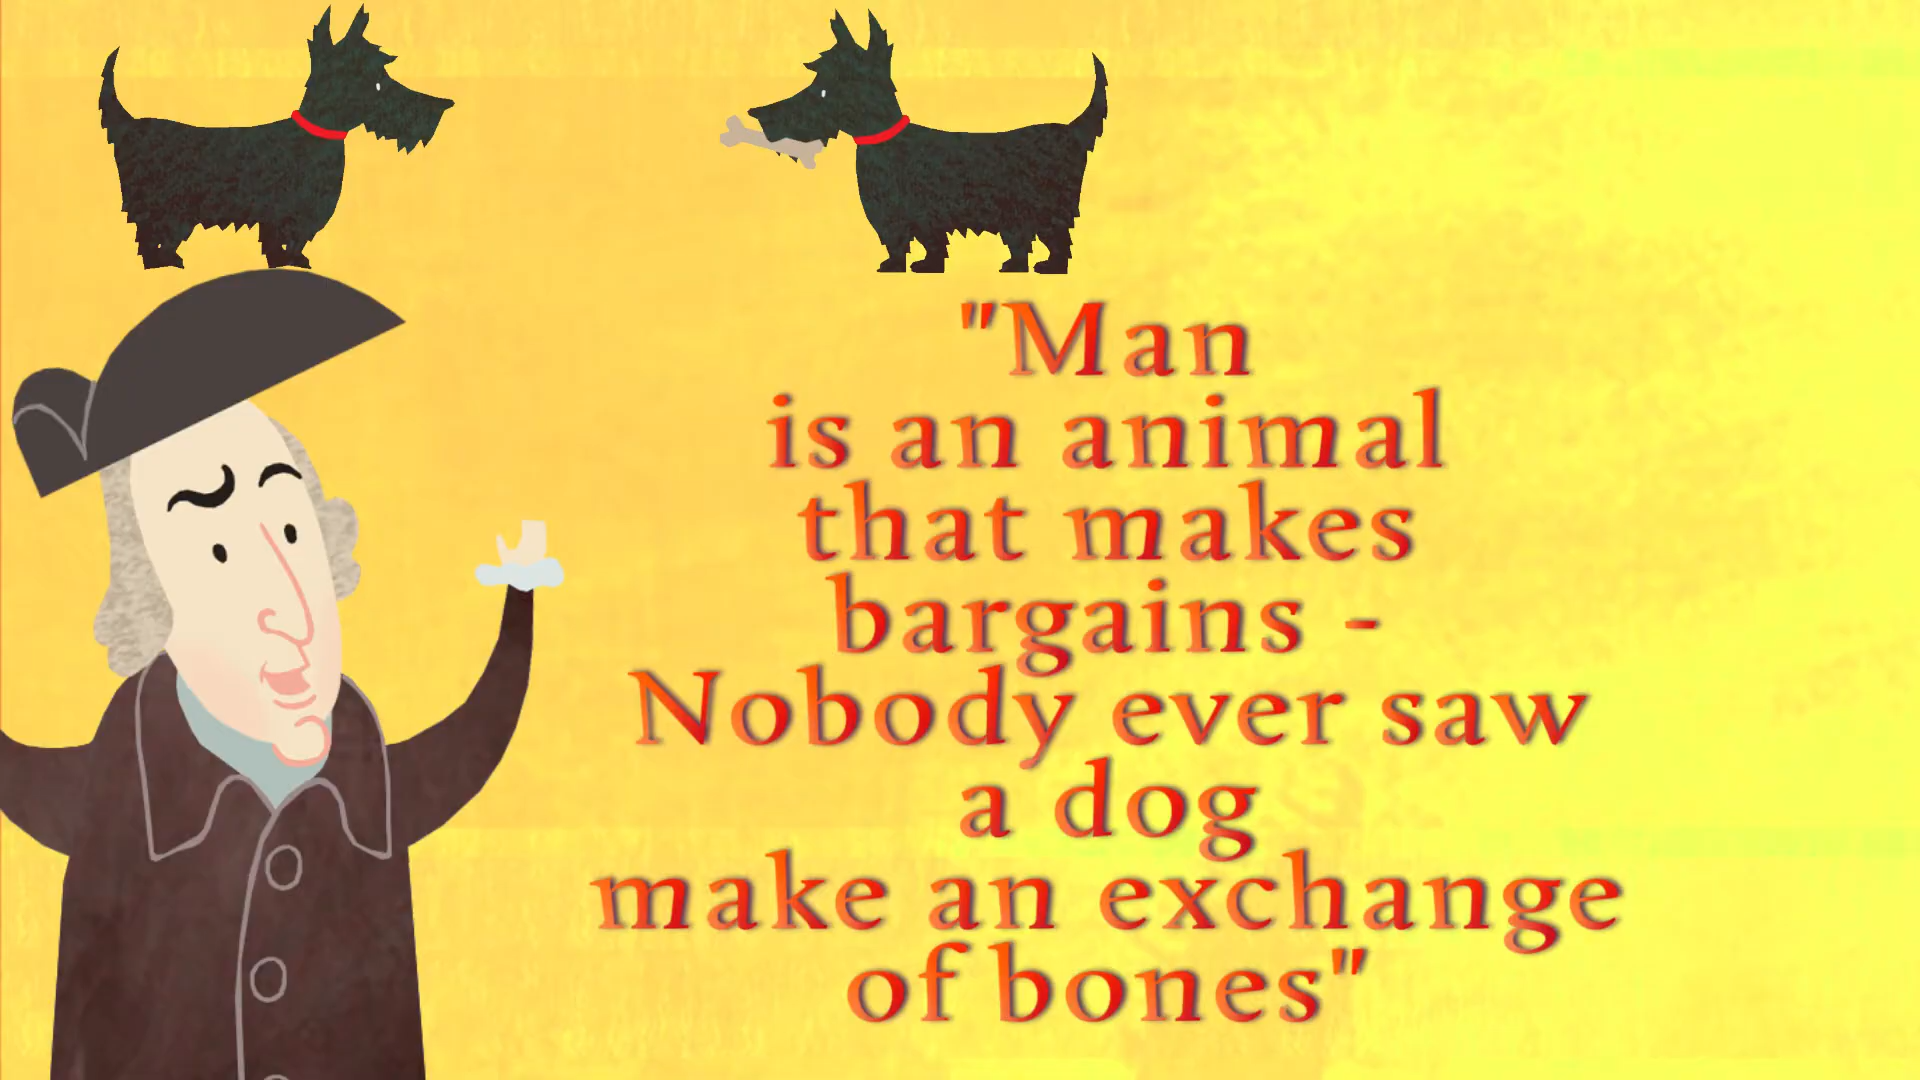 "Man
is an animal
that makes
bargains -
Nobody ever saw
a dog
make an exchange
of bones"